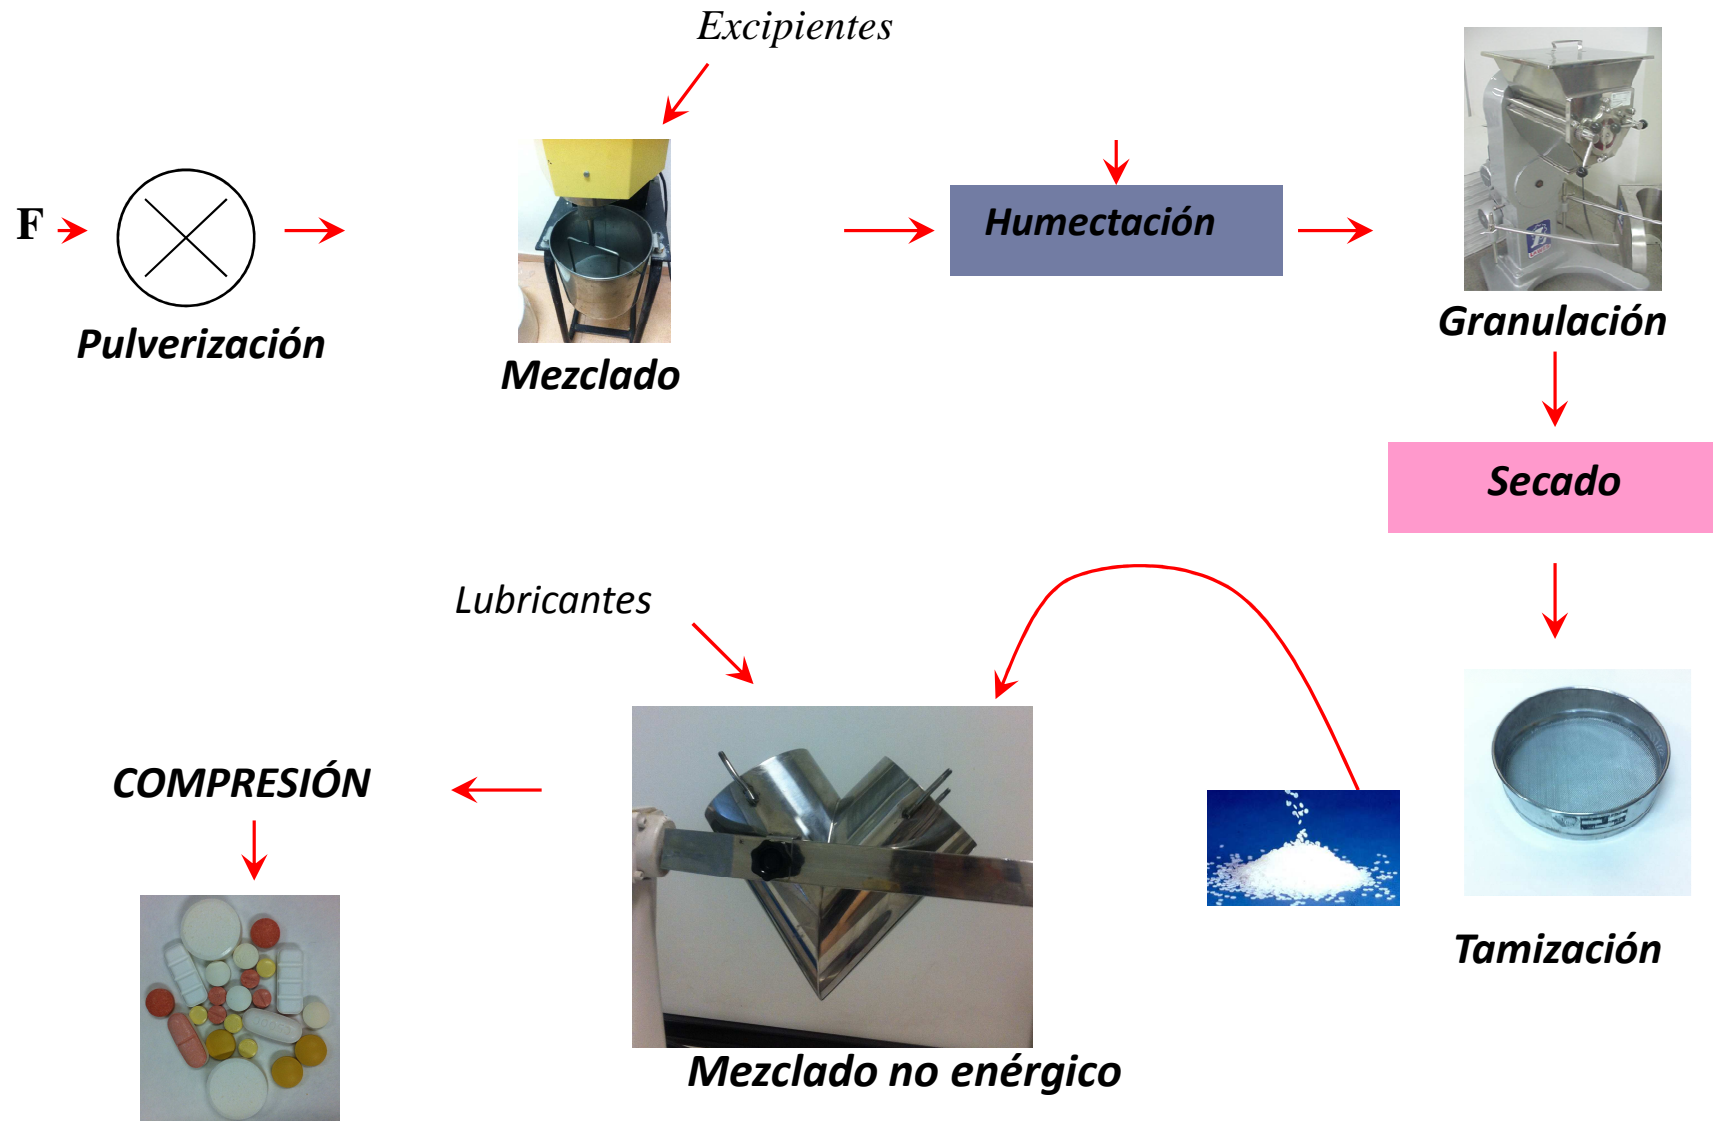 Excipientes
F
Humectación
Granulación
Pulverización
Mezclado
Secado
Lubricantes
COMPRESIÓN
Tamización
Mezclado no enérgico